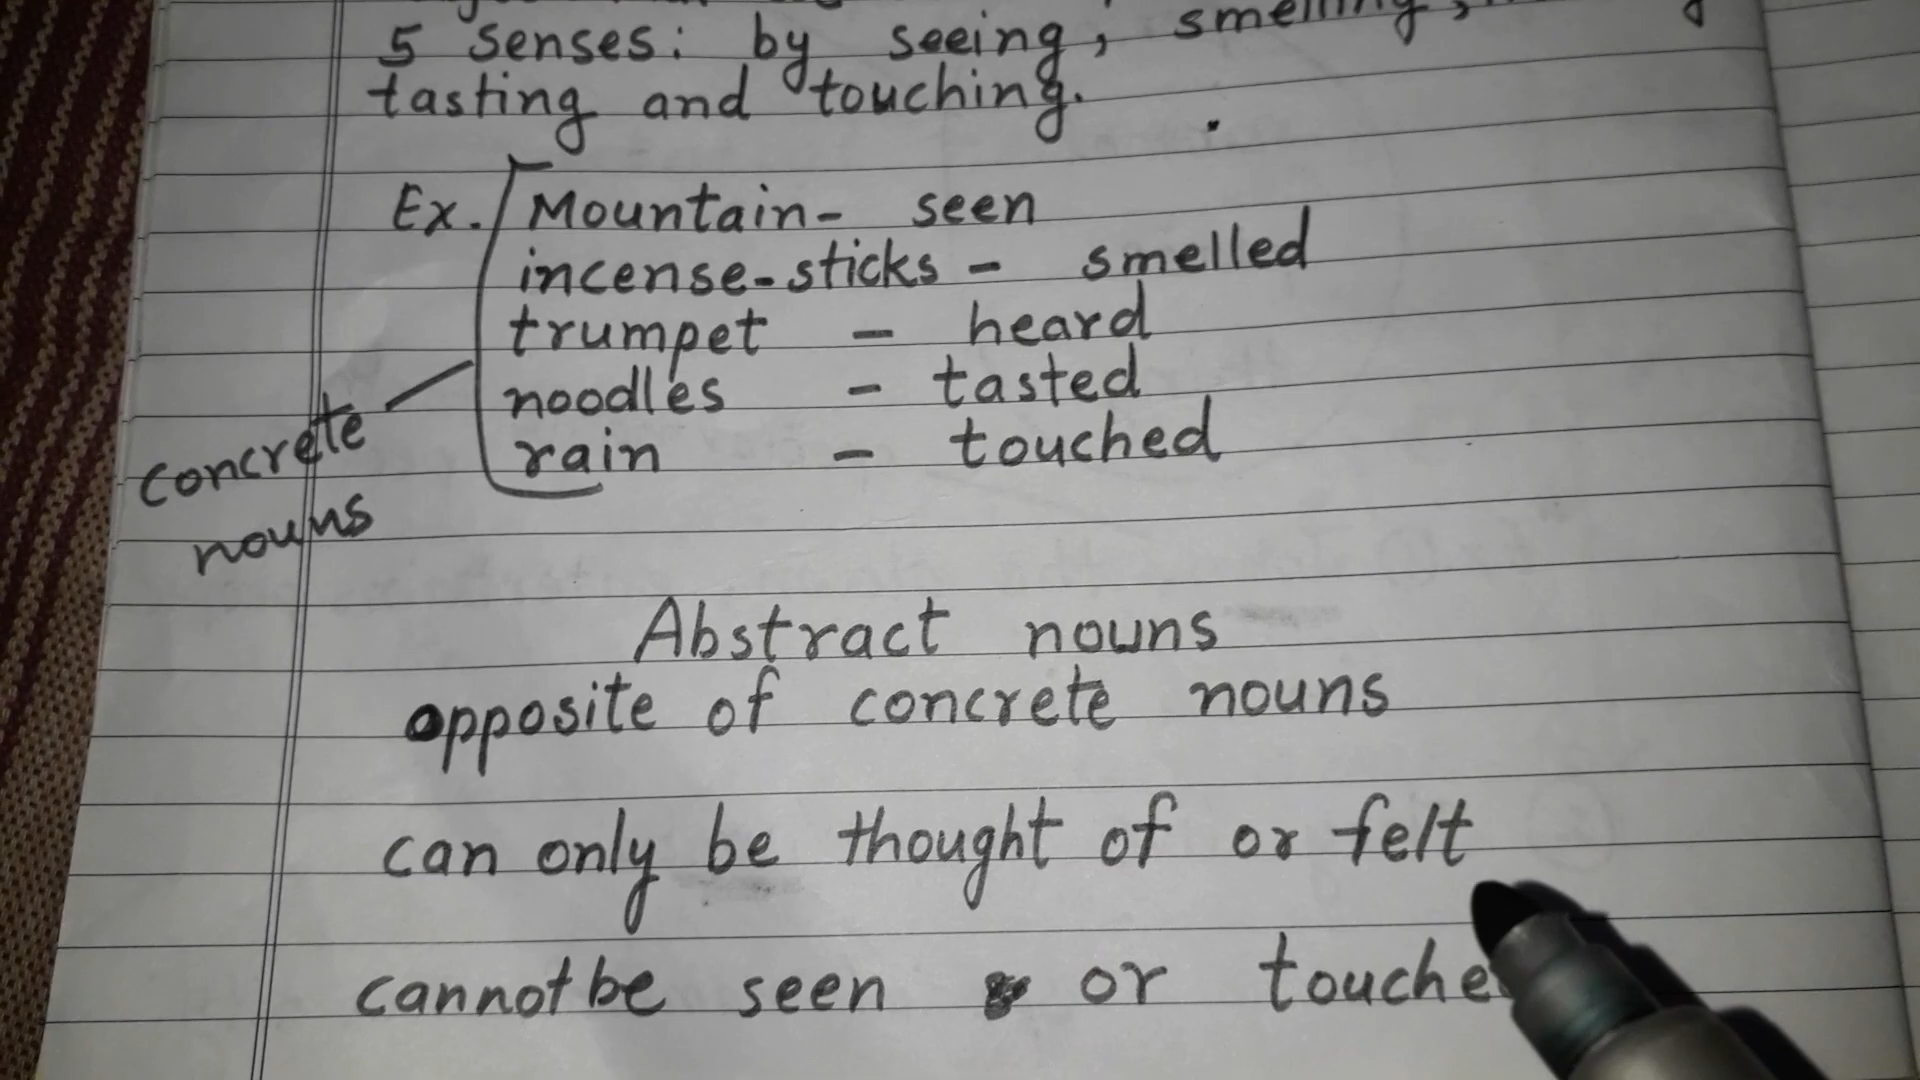 5 senses: by seeing, smelling,
tasting and touching.
Ex. Mountain - seen
incense-sticks - smelled
trumpet - heard
noodles - tasted
rain - touched
concrete
nouns
Abstract nouns
opposite of concrete nouns
can only be thought of or felt
cannot be seen or touche